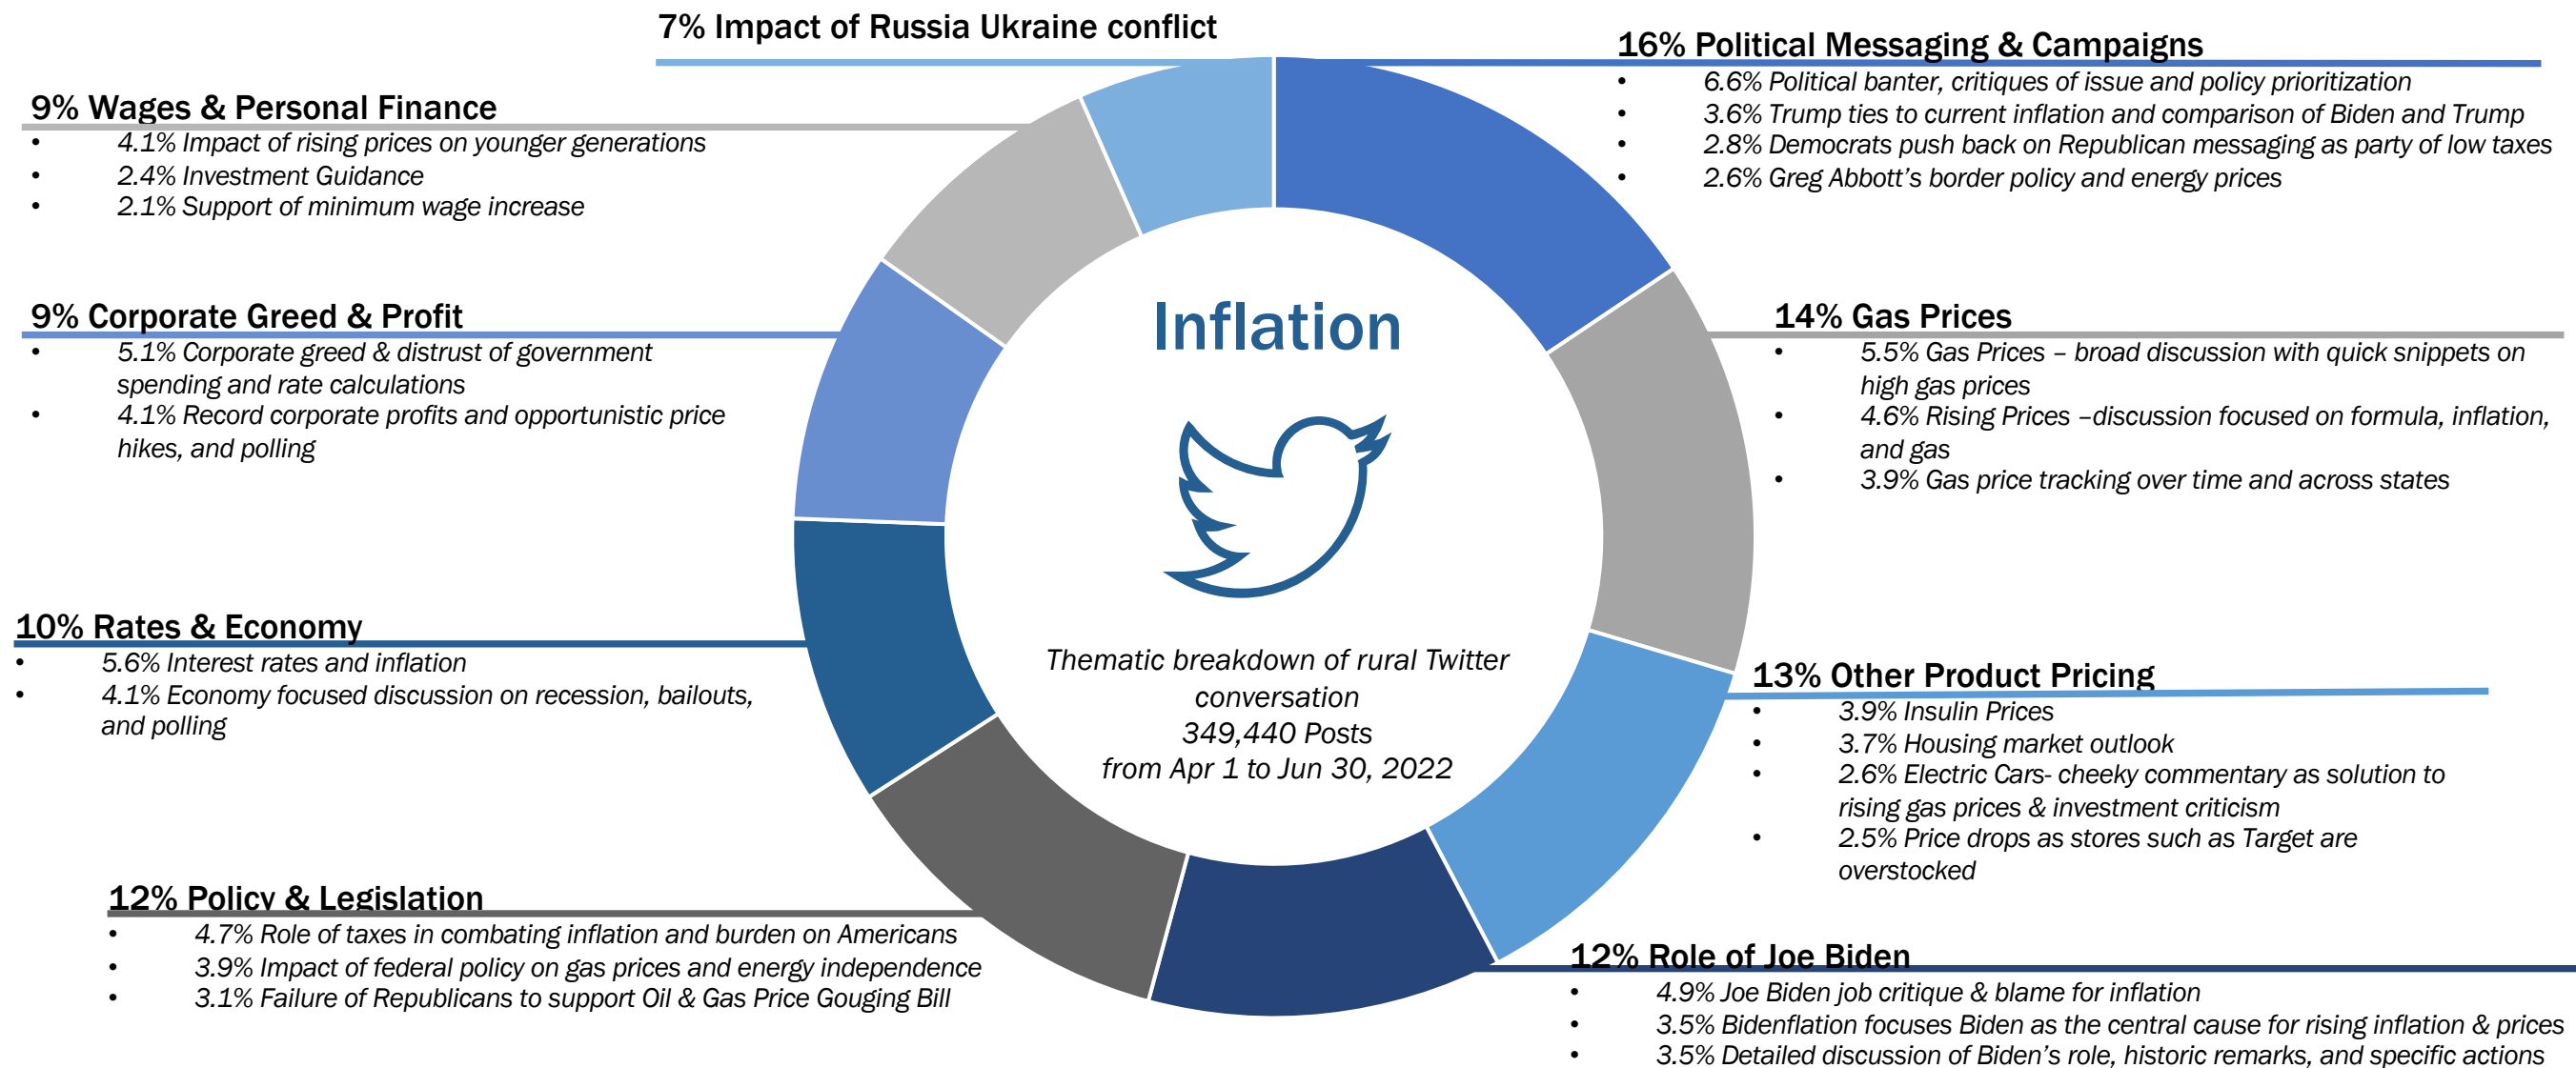 7% Impact of Russia Ukraine conflict
16% Political Messaging & Campaigns
• 6.6% Political banter, critiques of issue and policy prioritization
• 3.6% Trump ties to current inflation and comparison of Biden and Trump
• 2.8% Democrats push back on Republican messaging as party of low taxes
• 2.6% Greg Abbott’s border policy and energy prices
9% Wages & Personal Finance
• 4.1% Impact of rising prices on younger generations
• 2.4% Investment Guidance
• 2.1% Support of minimum wage increase
9% Corporate Greed & Profit
• 5.1% Corporate greed & distrust of government
spending and rate calculations
• 4.1% Record corporate profits and opportunistic price
hikes, and polling
14% Gas Prices
• 5.5% Gas Prices – broad discussion with quick snippets on
high gas prices
• 4.6% Rising Prices –discussion focused on formula, inflation,
and gas
• 3.9% Gas price tracking over time and across states
Inflation
Thematic breakdown of rural Twitter
conversation
349,440 Posts
from Apr 1 to Jun 30, 2022
10% Rates & Economy
• 5.6% Interest rates and inflation
• 4.1% Economy focused discussion on recession, bailouts,
and polling
13% Other Product Pricing
• 3.9% Insulin Prices
• 3.7% Housing market outlook
• 2.6% Electric Cars- cheeky commentary as solution to
rising gas prices & investment criticism
• 2.5% Price drops as stores such as Target are
overstocked
12% Policy & Legislation
• 4.7% Role of taxes in combating inflation and burden on Americans
• 3.9% Impact of federal policy on gas prices and energy independence
• 3.1% Failure of Republicans to support Oil & Gas Price Gouging Bill
12% Role of Joe Biden
• 4.9% Joe Biden job critique & blame for inflation
• 3.5% Bidenflation focuses Biden as the central cause for rising inflation & prices
• 3.5% Detailed discussion of Biden’s role, historic remarks, and specific actions